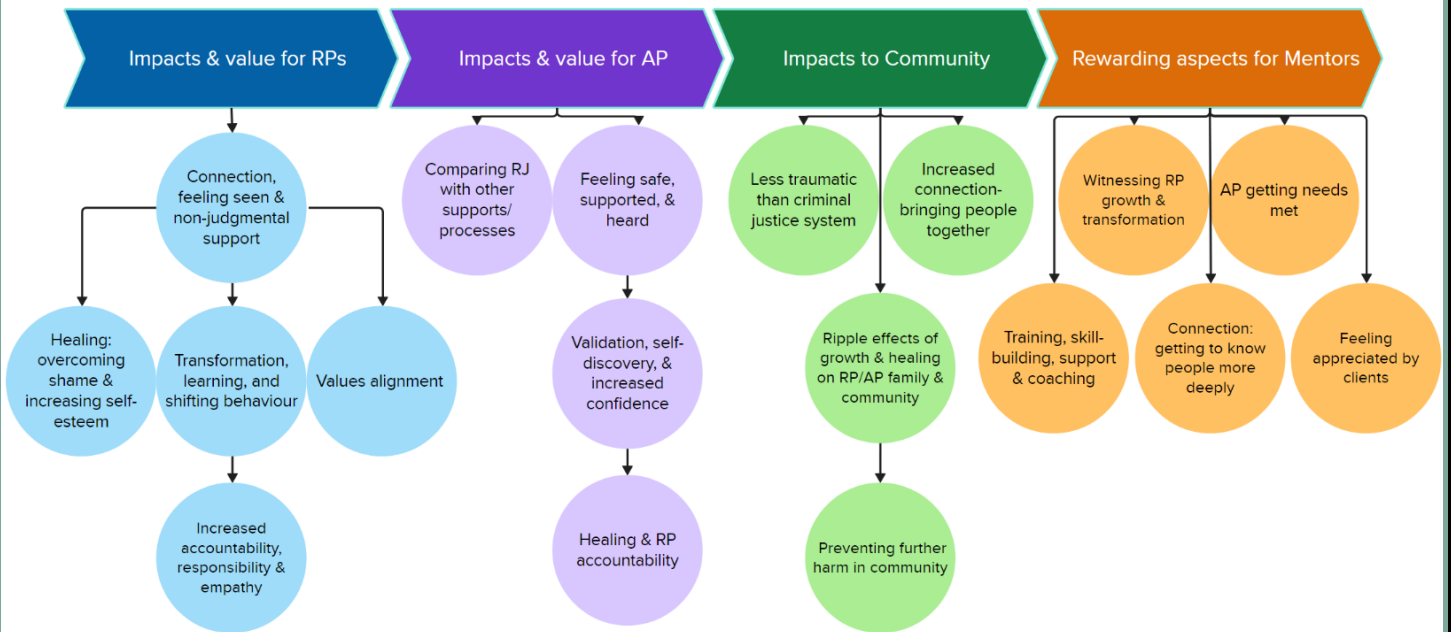 Impacts & value for RPs
Impacts & value for AP
Impacts to Community
Rewarding aspects for Mentors
Connection,
feeling seen &
non-judgmental
support
Healing:
overcoming
shame &
increasing self-
esteem
Transformation,
learning, and
shifting behaviour
Values alignment
Increased
accountability,
responsibility &
empathy
Comparing RJ
with other
supports/
processes
Feeling safe,
supported, &
heard
Validation, self-
discovery, &
increased
confidence
Healing & RP
accountability
Less traumatic
than criminal
justice system
Increased
connection-
bringing people
together
Ripple effects of
growth & healing
on RP/AP family &
community
Preventing further
harm in community
Witnessing RP
growth &
transformation
AP getting needs
met
Training, skill-
building, support
& coaching
Connection:
getting to know
people more
deeply
Feeling
appreciated by
clients